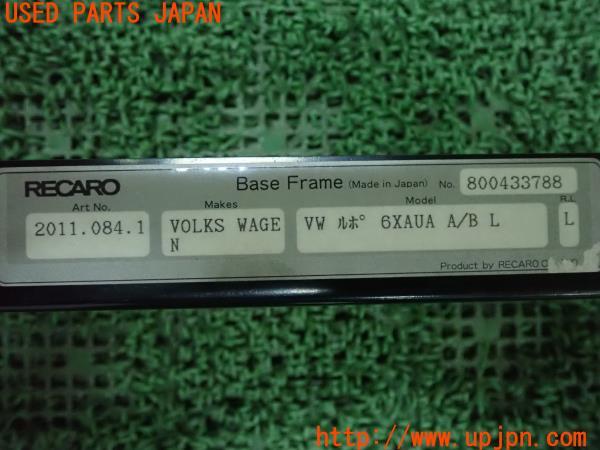 USED PARTS JAPAN
RECARO Base Frame (Made in Japan) No. 800433788
Art No. Makes Model R.L
2011.084.1 VOLKS WAGE VW ルポ 6XAUA A/B L L
N
Product by RECARO
http://www.upjpn.com/